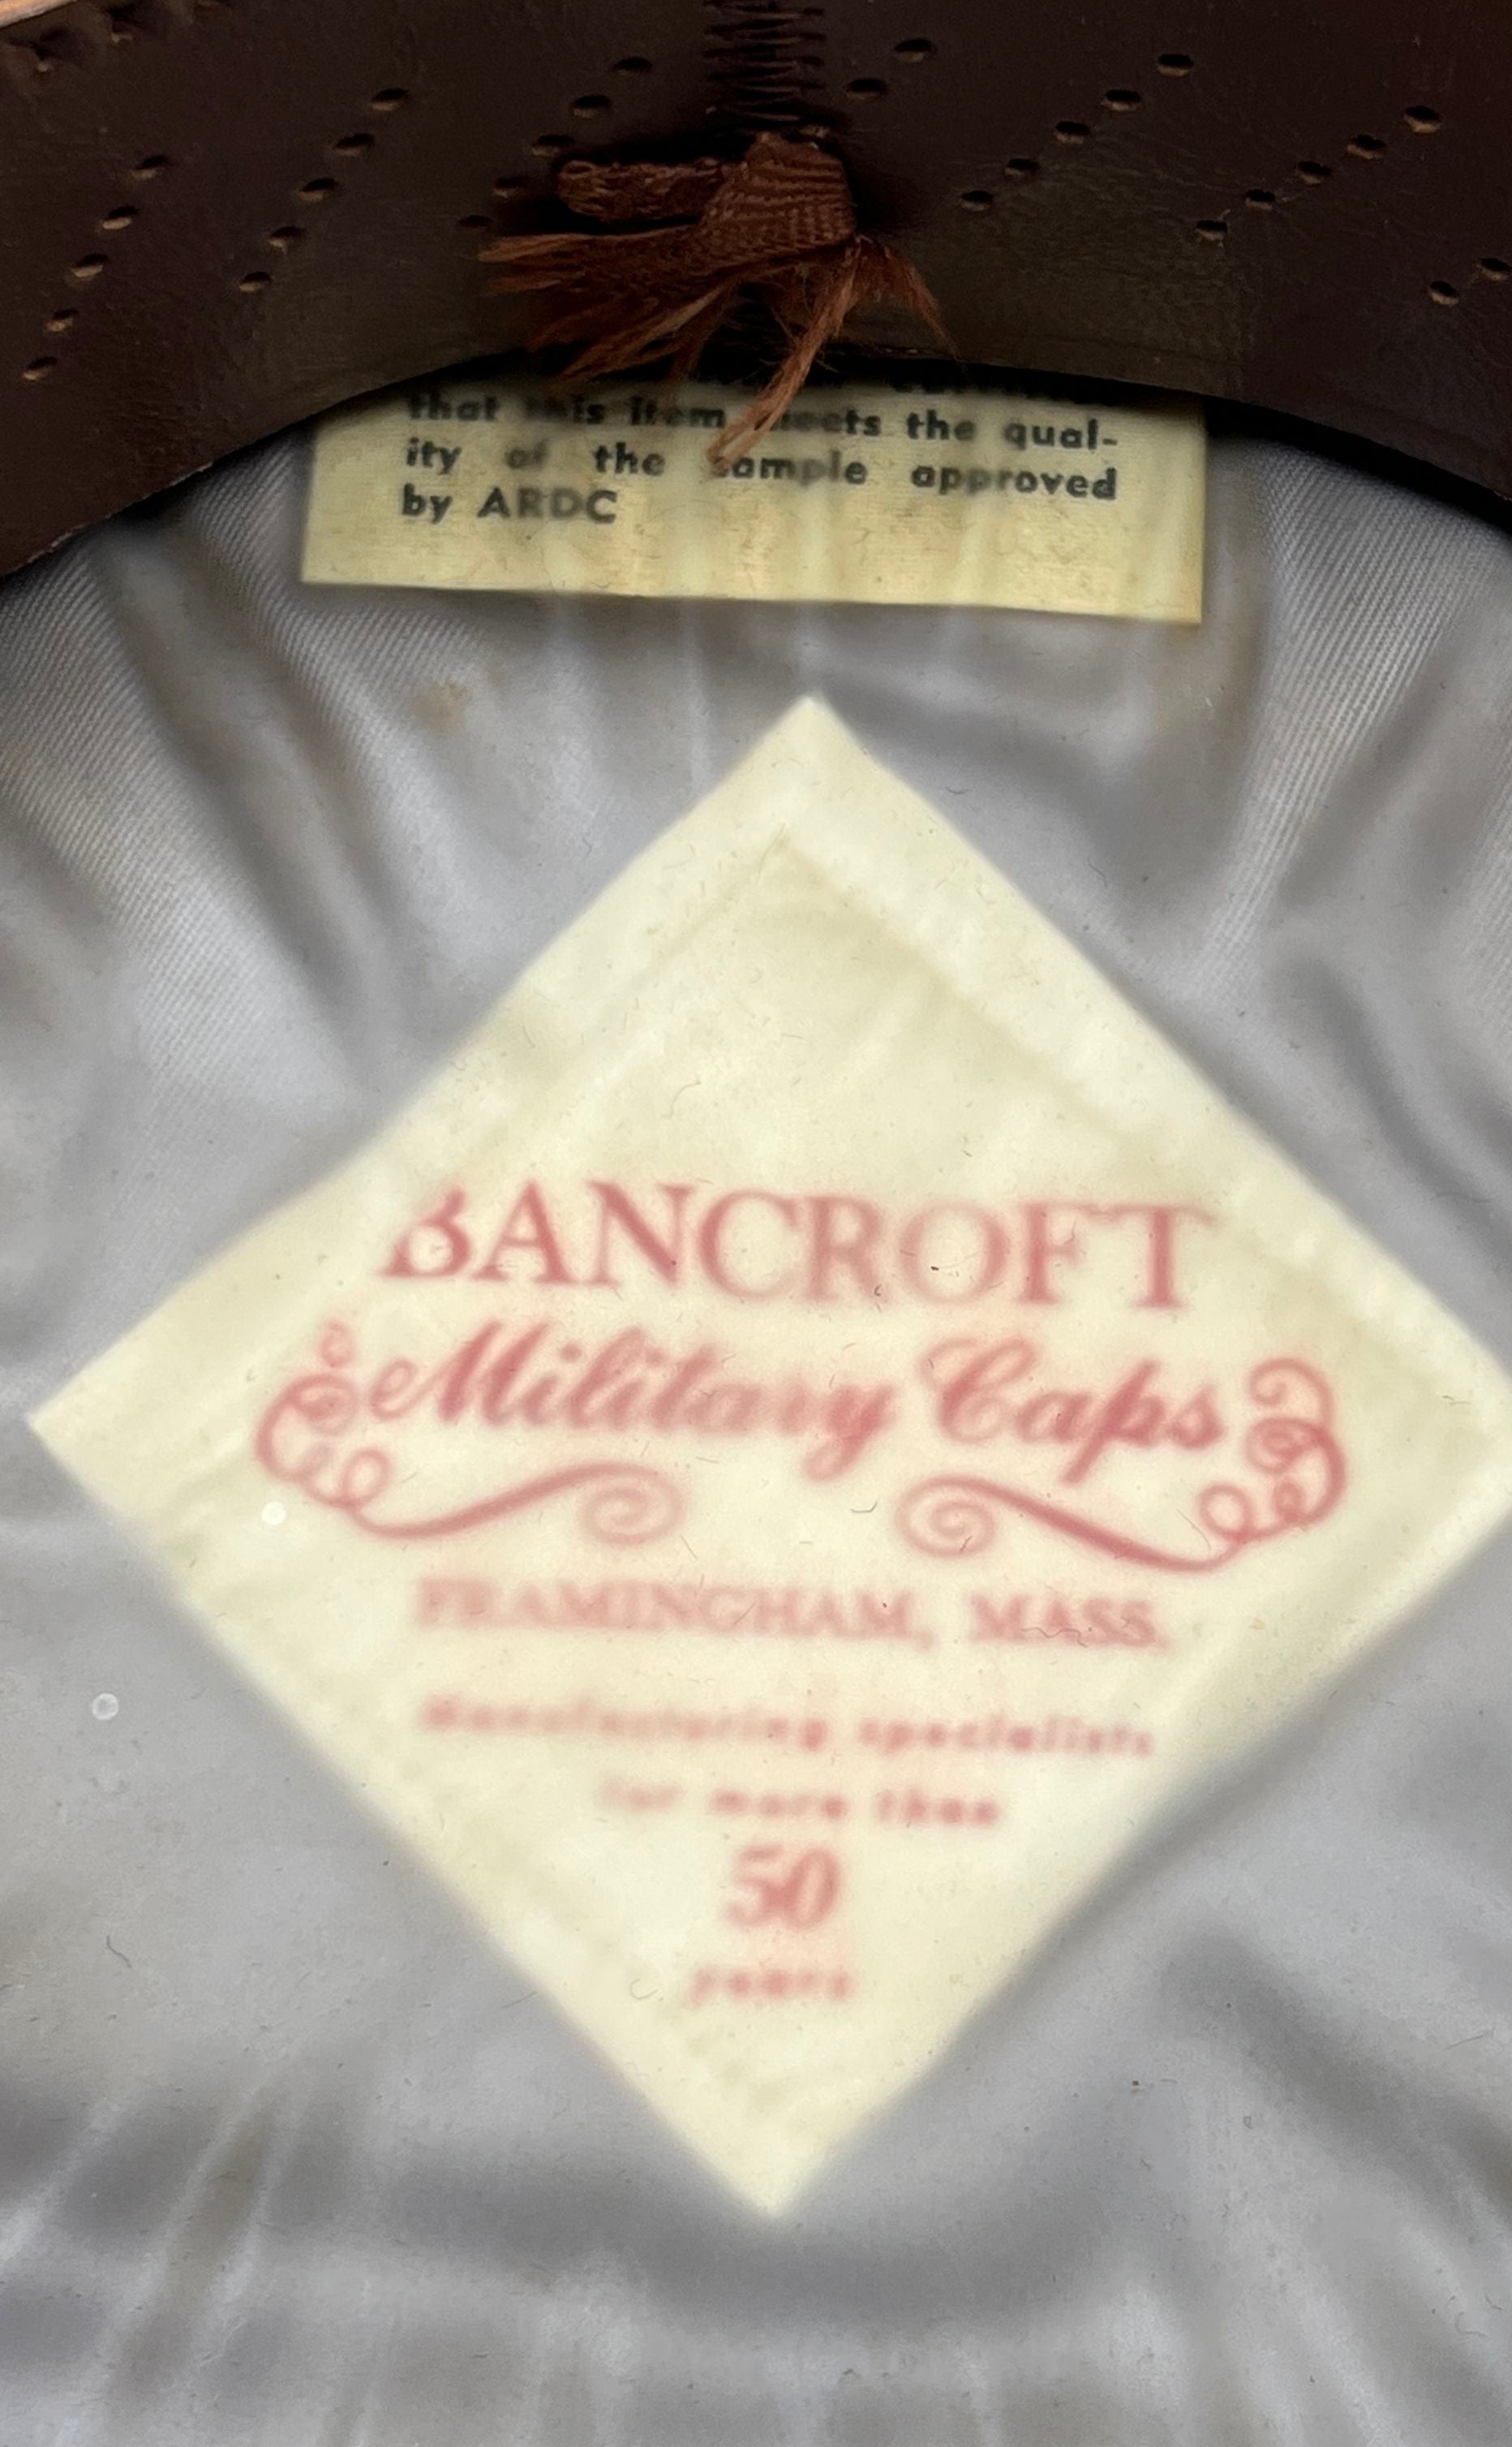 that this item meets the qual-
ity of the sample approved
by ARDC
BANCROFT
Military Caps
FRAMINGHAM, MASS.
Manufacturing specialists
for more than
50
years